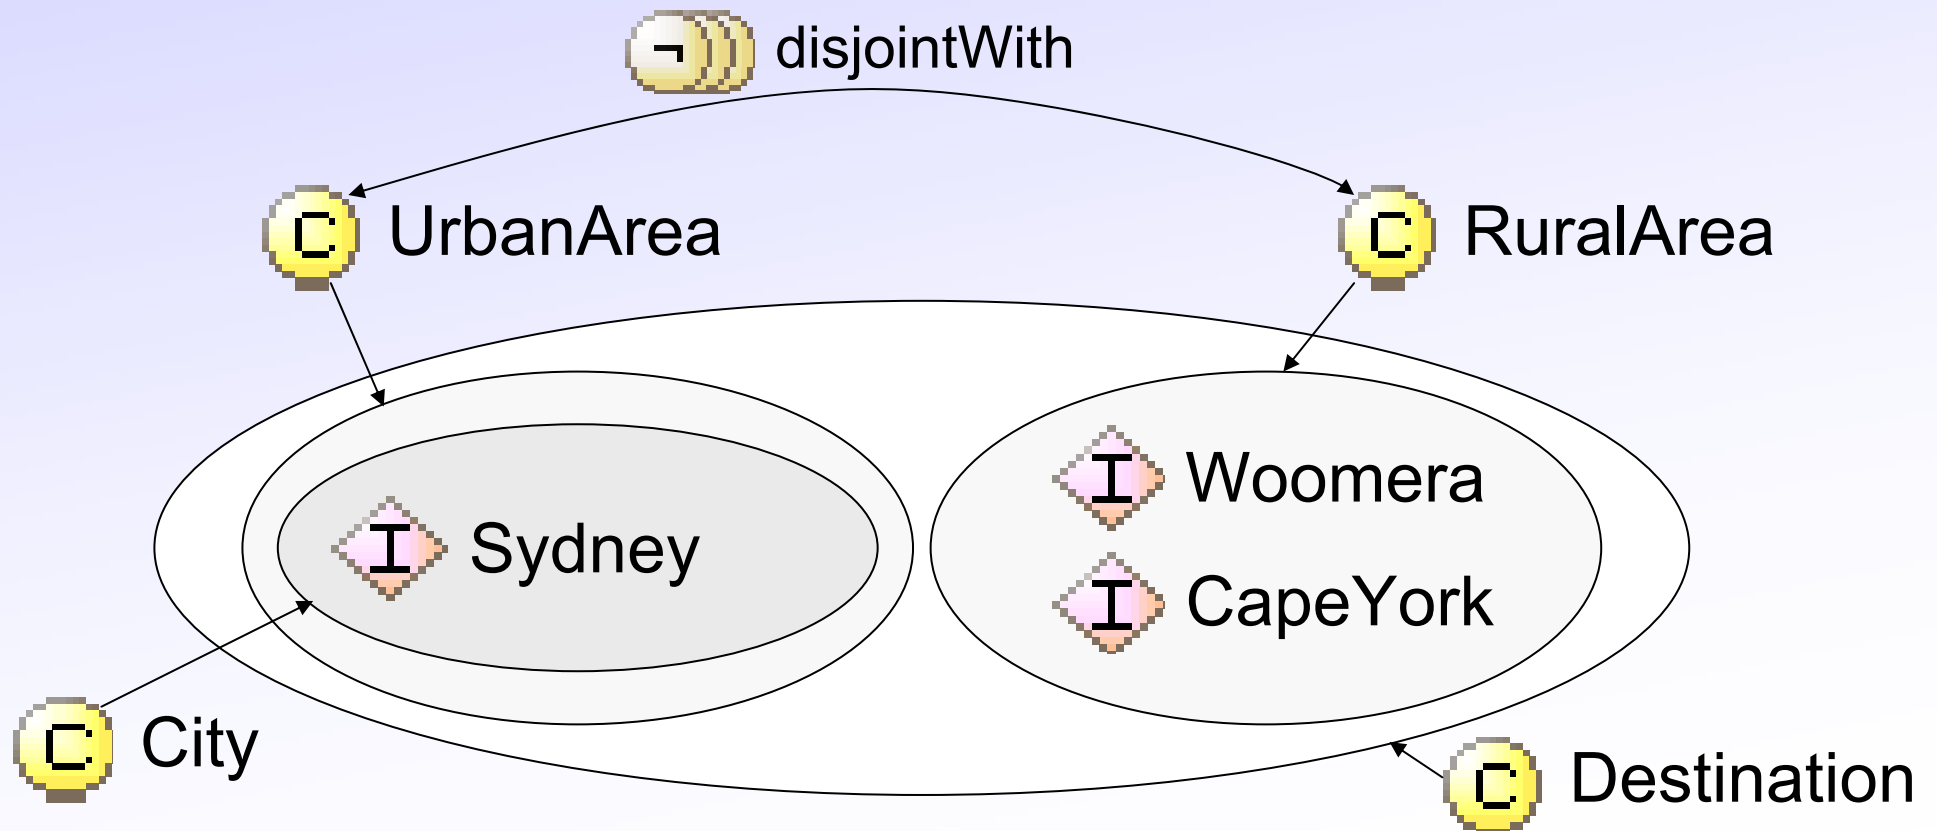 ¬ disjointWith
C UrbanArea
C RuralArea
I Woomera
I Sydney
I CapeYork
C City
C Destination